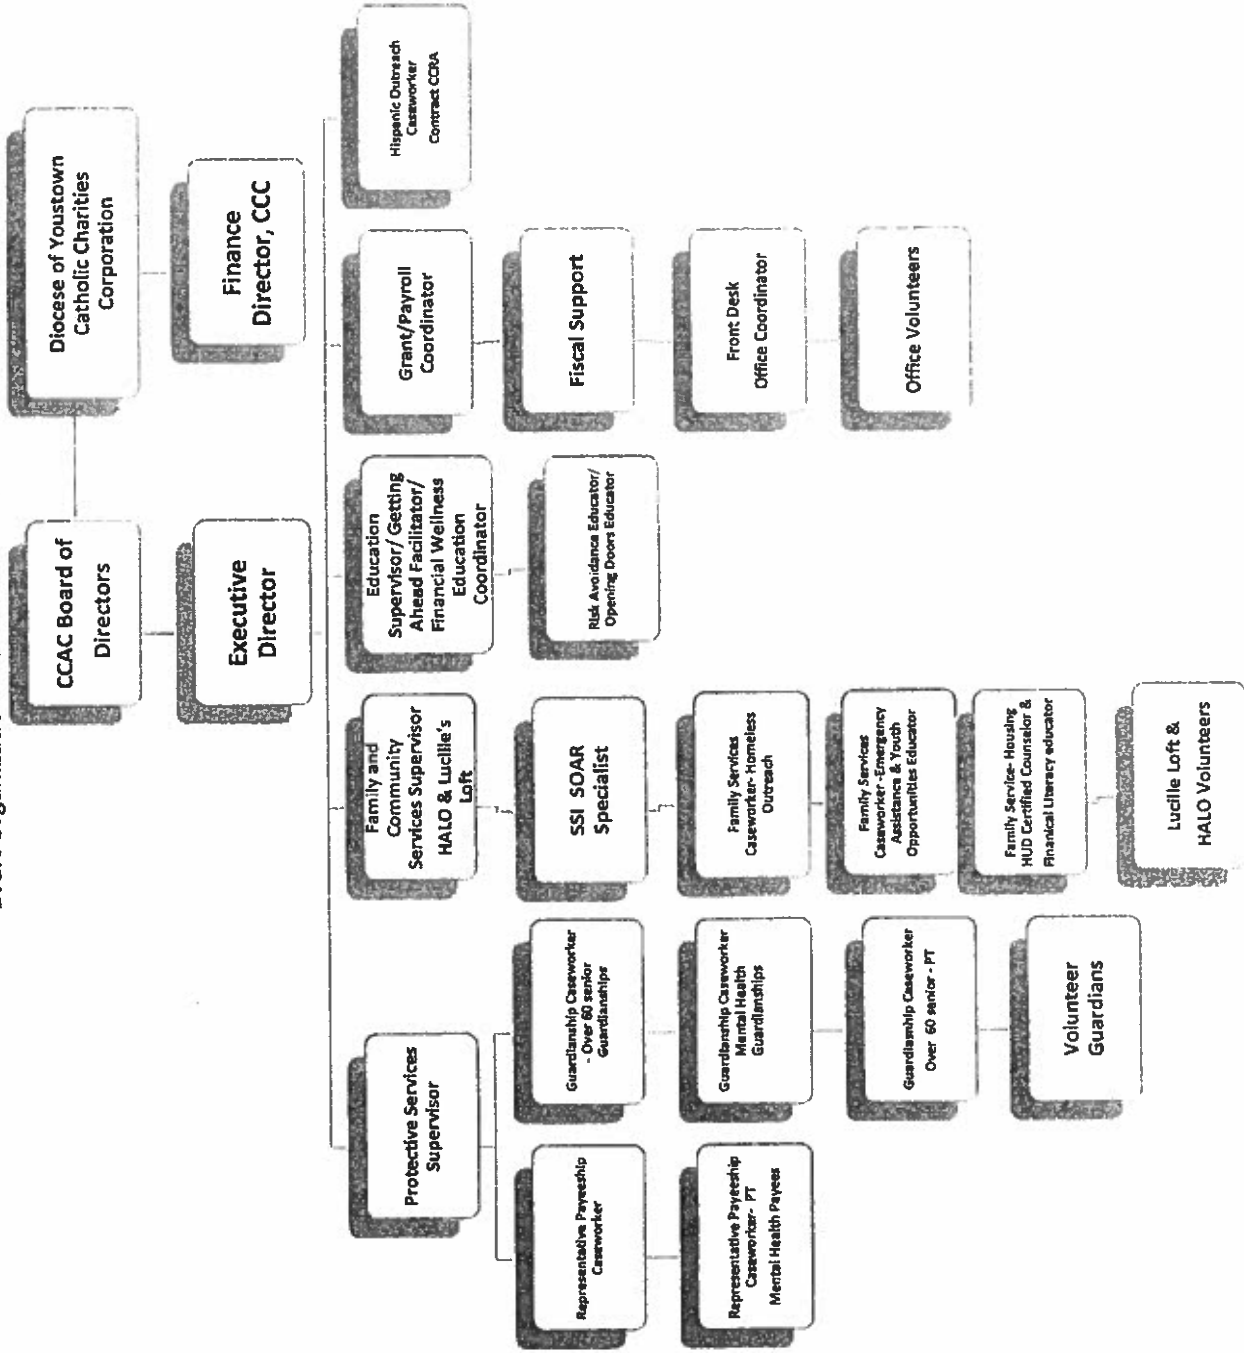 CCAC Board of
Directors
Diocese of Youstown
Catholic Charities
Corporation
Executive
Director
Finance
Director, CCC
Protective Services
Supervisor
Family and
Community
Services Supervisor
HALO & Lucille's
Loft
Education
Supervisor/ Getting
Ahead Facilitator/
Financial Wellness
Education
Coordinator
Grant/Payroll
Coordinator
Hispanic Outreach
Caseworker
Contract CCRA
Representative Payeeship
Caseworker
Representative Payeeship
Caseworker- PT
Mental Health Payees
Guardianship Caseworker
- Over 60 senior
Guardianships
Guardianship Caseworker
Mental Health
Guardianships
Guardiasnhip Caseworker
Over 60 senior - PT
Volunteer
Guardians
SSI SOAR
Specialist
Family Services
Caseworker- Homeless
Outreach
Family Services
Caseworker -Emergency
Assistance & Youth
Opportunities Educator
Family Service- Housing
HUD Certified Counselor &
Finanical Literacy educator
Lucille Loft &
HALO Volunteers
Risk Avoidance Educator/
Opening Doors Educator
Fiscal Support
Front Desk
Office Coordinator
Office Volunteers